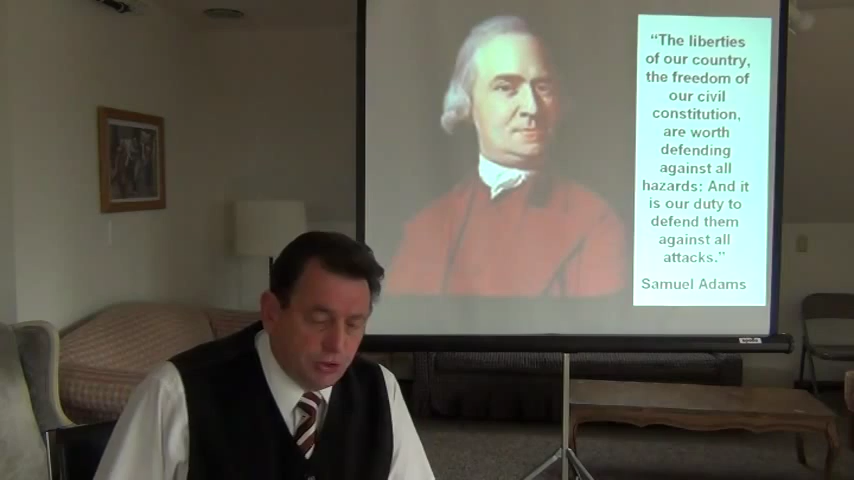 “The liberties
of our country,
the freedom of
our civil
constitution,
are worth
defending
against all
hazards: And it
is our duty to
defend them
against all
attacks.”
Samuel Adams